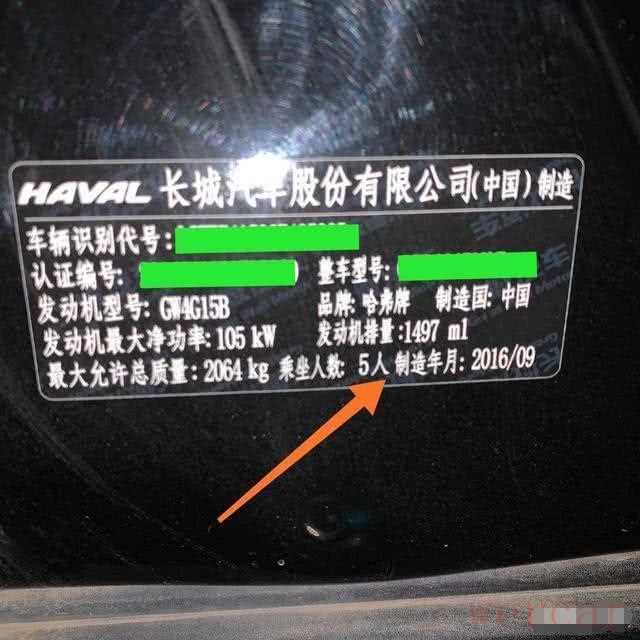 HAVAL 长城汽车股份有限公司(中国)制造
车辆识别代号:
认证编号: 整车型号:
发动机型号: GW4G15B 品牌: 哈弗牌 制造国: 中国
发动机最大净功率: 105 kW 发动机排量:1497 ml
最大允许总质量: 2064 kg 乘坐人数: 5人 制造年月: 2016/09